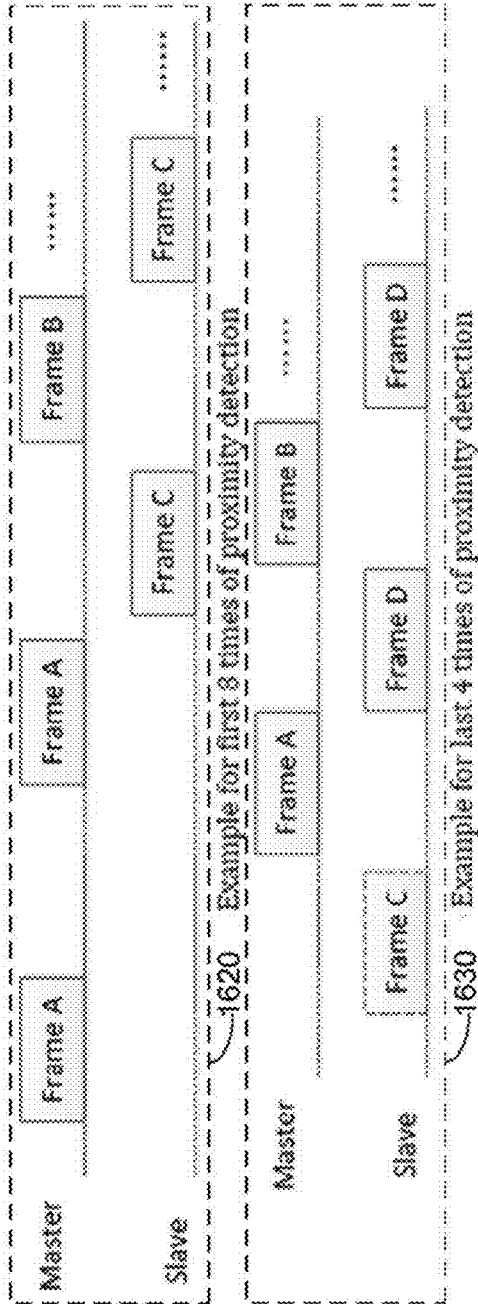 Master
Frame A
Frame A
Frame B
......
Slave
Frame C
Frame C
......
1620
Example for first 8 times of proximity detection
Master
Frame A
Frame B
......
Slave
Frame C
Frame D
Frame D
......
1630
Example for last 4 times of proximity detection